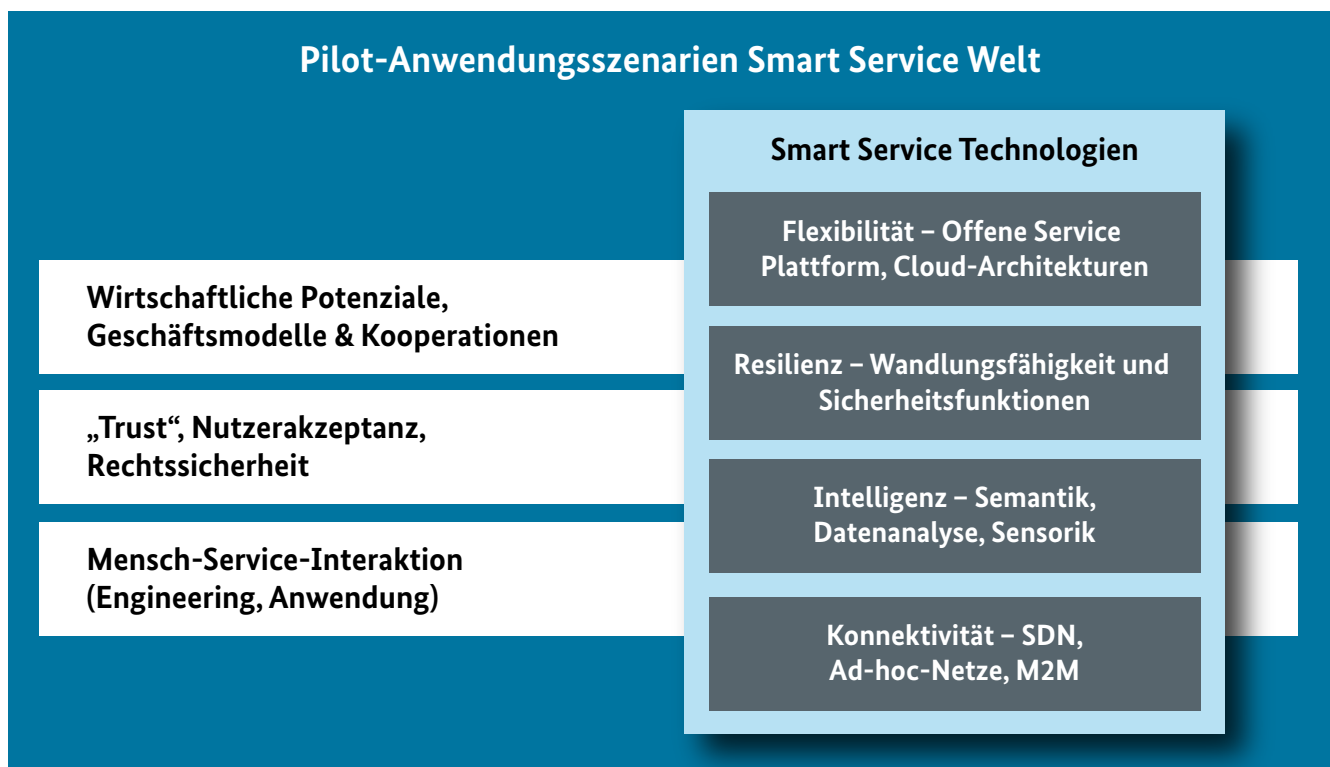 Pilot-Anwendungsszenarien Smart Service Welt
Wirtschaftliche Potenziale,
Geschäftsmodelle & Kooperationen
„Trust“, Nutzerakzeptanz,
Rechtssicherheit
Mensch-Service-Interaktion
(Engineering, Anwendung)
Smart Service Technologien
Flexibilität – Offene Service
Plattform, Cloud-Architekturen
Resilienz – Wandlungsfähigkeit und
Sicherheitsfunktionen
Intelligenz – Semantik,
Datenanalyse, Sensorik
Konnektivität – SDN,
Ad-hoc-Netze, M2M